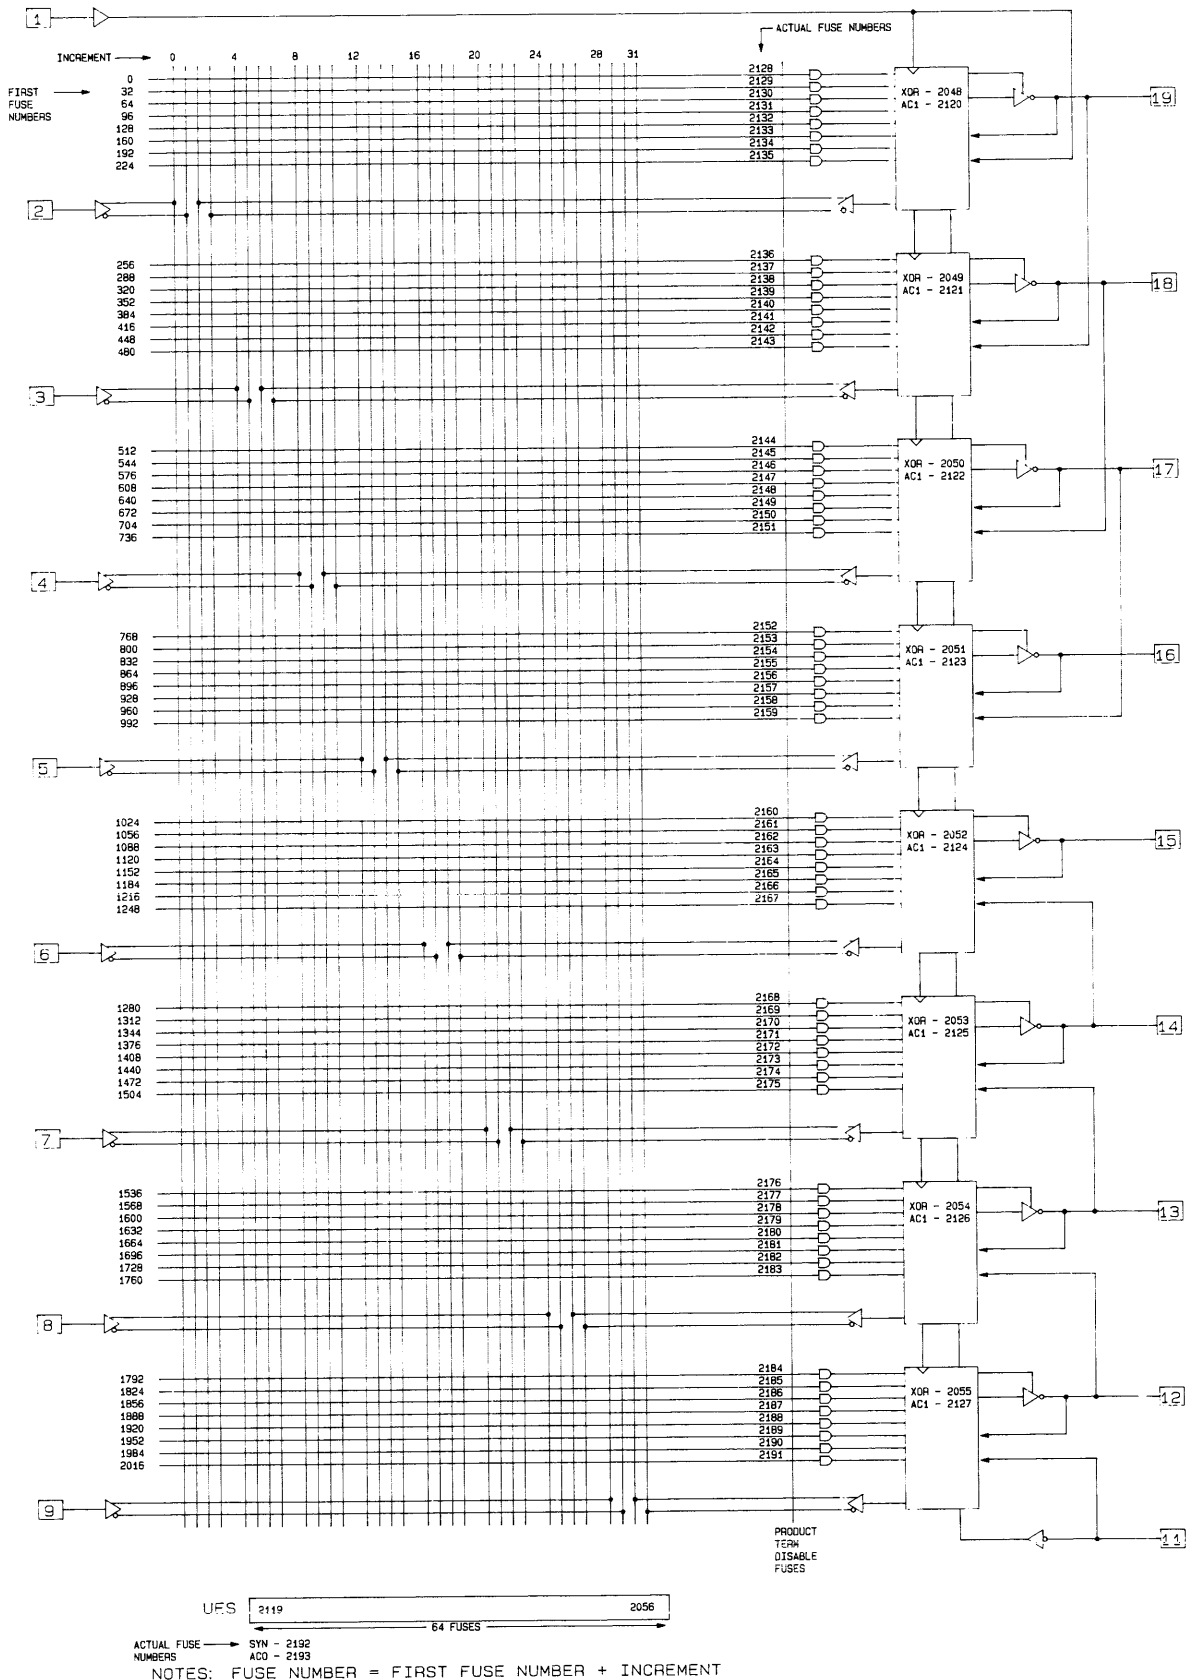 1
ACTUAL FUSE NUMBERS
INCREMENT 0 4 8 12 16 20 24 28 31
FIRST
FUSE
NUMBERS
0 2128
32 2129
64 2130
96 2131
128 2132
160 2133
192 2134
224 2135
XOR - 2048
AC1 - 2120
19
2
256 2136
288 2137
320 2138
352 2139
384 2140
416 2141
448 2142
480 2143
XOR - 2049
AC1 - 2121
18
3
512 2144
544 2145
576 2146
608 2147
640 2148
672 2149
704 2150
736 2151
XOR - 2050
AC1 - 2122
17
4
768 2152
800 2153
832 2154
864 2155
896 2156
928 2157
960 2158
992 2159
XOR - 2051
AC1 - 2123
16
5
1024 2160
1056 2161
1088 2162
1120 2163
1152 2164
1184 2165
1216 2166
1248 2167
XOR - 2052
AC1 - 2124
15
6
1280 2168
1312 2169
1344 2170
1376 2171
1408 2172
1440 2173
1472 2174
1504 2175
XOR - 2053
AC1 - 2125
14
7
1536 2176
1568 2177
1600 2178
1632 2179
1664 2180
1696 2181
1728 2182
1760 2183
XOR - 2054
AC1 - 2126
13
8
1792 2184
1824 2185
1856 2186
1888 2187
1920 2188
1952 2189
1984 2190
2016 2191
XOR - 2055
AC1 - 2127
12
9
11
PRODUCT
TERM
DISABLE
FUSES
UES 2119 2056
64 FUSES
ACTUAL FUSE SYN - 2192
NUMBERS AC0 - 2193
NOTES: FUSE NUMBER = FIRST FUSE NUMBER + INCREMENT